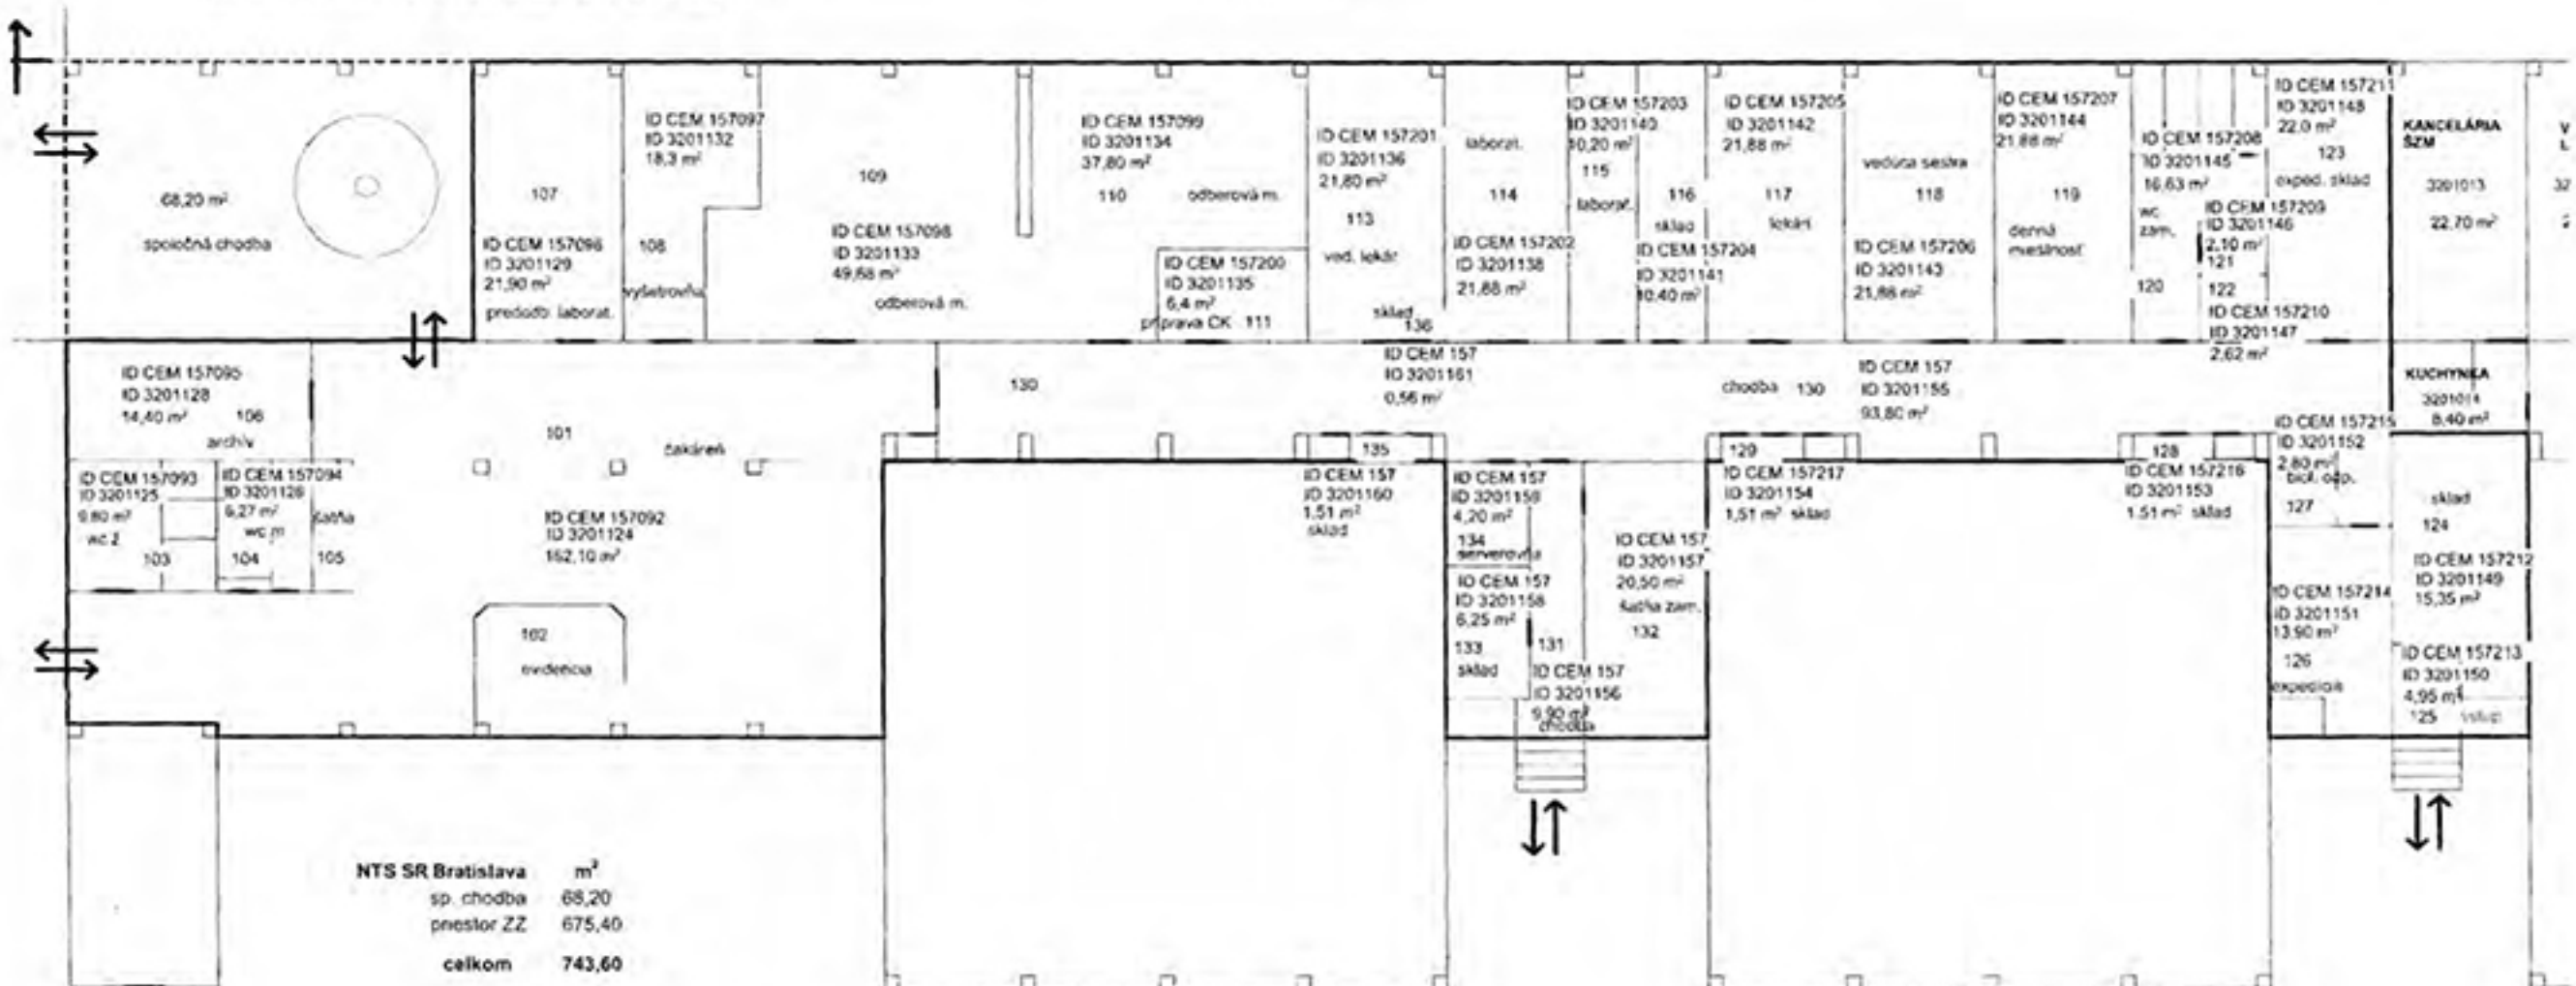 68,20 m²
spoločná chodba
107
ID CEM 157096
ID 3201129
21,90 m²
predodb. laborat.
ID CEM 157097
ID 3201132
18,3 m²
108
vyšetrovňa
109
ID CEM 157098
ID 3201133
49,68 m²
odberová m.
ID CEM 157099
ID 3201134
37,80 m²
110 odberová m.
ID CEM 157200
ID 3201135
6,4 m²
príprava CK 111
ID CEM 157201
ID 3201136
21,80 m²
113
ved. lekár
sklad
136
laborat.
114
ID CEM 157202
ID 3201138
21,88 m²
ID CEM 157203
ID 3201140
10,20 m²
115
laborat.
116
sklad
ID CEM 157204
ID 3201141
10,40 m²
ID CEM 157205
ID 3201142
21,88 m²
117
lekári
vedúca sestra
118
ID CEM 157206
ID 3201143
21,88 m²
ID CEM 157207
ID 3201144
21,88 m²
119
denná
miestnosť
ID CEM 157208
ID 3201145
16,63 m²
wc
zam.
120
ID CEM 157209
ID 3201146
2,10 m²
121
122
ID CEM 157210
ID 3201147
2,62 m²
ID CEM 157211
ID 3201148
22,0 m²
123
exped. sklad
KANCELÁRIA
ŠZM
3201013
22,70 m²
V
L
32
ID CEM 157095
ID 3201128
14,40 m²
106
archív
101
čakáreň
130
ID CEM 157
ID 3201161
0,56 m²
chodba 130
ID CEM 157
ID 3201155
93,80 m²
KUCHYNKA
3201014
8,40 m²
ID CEM 157093
ID 3201125
9,80 m²
wc ž
103
ID CEM 157094
ID 3201126
6,27 m²
wc m
104
šatňa
105
ID CEM 157092
ID 3201124
162,10 m²
102
evidencia
135
ID CEM 157
ID 3201160
1,51 m²
sklad
ID CEM 157
ID 3201159
4,20 m²
134
serverovňa
ID CEM 157
ID 3201158
6,25 m²
133
sklad
131
ID CEM 157
ID 3201156
9,90 m²
chodba
ID CEM 157
ID 3201157
20,50 m²
šatňa zam.
132
129
ID CEM 157217
ID 3201154
1,51 m² sklad
128
ID CEM 157216
ID 3201153
1,51 m² sklad
ID CEM 157215
ID 3201152
2,80 m²
biol. odp.
127
ID CEM 157214
ID 3201151
13,90 m²
126
expedícia
sklad
124
ID CEM 157212
ID 3201149
15,35 m²
ID CEM 157213
ID 3201150
4,95 m²
125 vstup
NTS SR Bratislava m²
sp. chodba 68,20
priestor ZZ 675,40
celkom 743,60